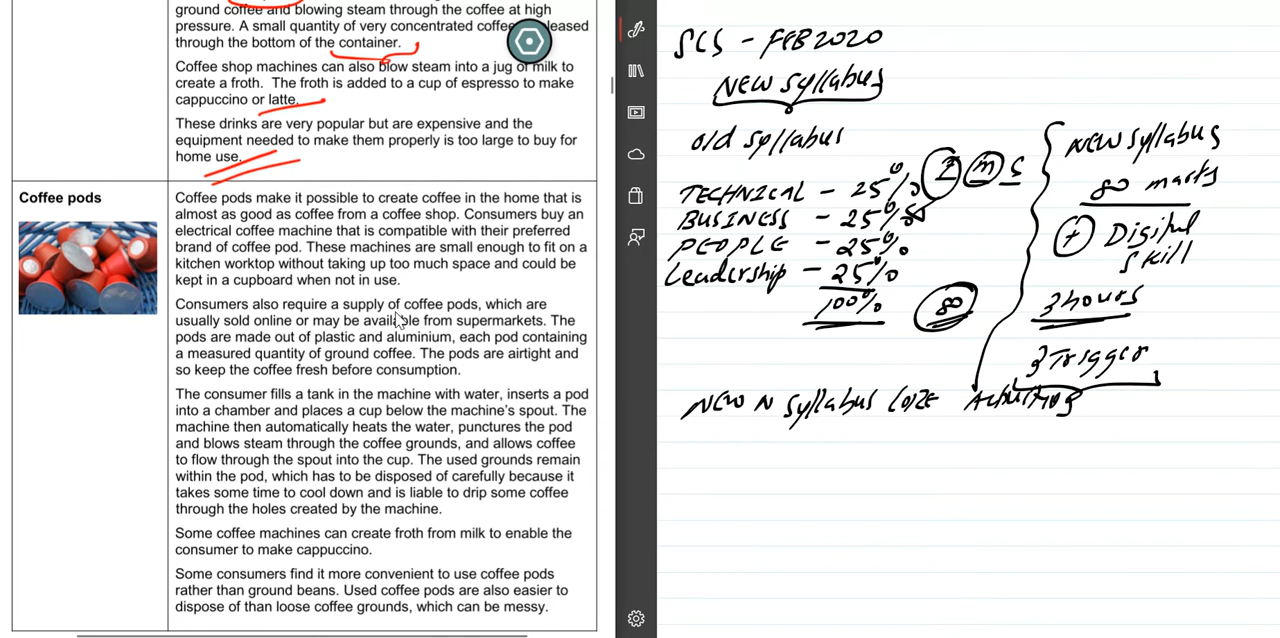 ground coffee and blowing steam through the coffee at high
pressure. A small quantity of very concentrated coffee eased
through the bottom of the container.
Coffee shop machines can also blow steam into a jug of milk to
create a froth. The froth is added to a cup of espresso to make
cappuccino or latte.
These drinks are very popular but are expensive and the
equipment needed to make them properly is too large to buy for
home use.
Coffee pods
Coffee pods make it possible to create coffee in the home that is
almost as good as coffee from a coffee shop. Consumers buy an
electrical coffee machine that is compatible with their preferred
brand of coffee pod. These machines are small enough to fit on a
kitchen worktop without taking up too much space and could be
kept in a cupboard when not in use.
Consumers also require a supply of coffee pods, which are
usually sold online or may be available from supermarkets. The
pods are made out of plastic and aluminium, each pod containing
a measured quantity of ground coffee. The pods are airtight and
so keep the coffee fresh before consumption.
The consumer fills a tank in the machine with water, inserts a pod
into a chamber and places a cup below the machine's spout. The
machine then automatically heats the water, punctures the pod
and blows steam through the coffee grounds, and allows coffee
to flow through the spout into the cup. The used grounds remain
within the pod, which has to be disposed of carefully because it
takes some time to cool down and is liable to drip some coffee
through the holes created by the machine.
Some coffee machines can create froth from milk to enable the
consumer to make cappuccino.
Some consumers find it more convenient to use coffee pods
rather than ground beans. Used coffee pods are also easier to
dispose of than loose coffee grounds, which can be messy.
SCS - FEB 2020
NEW syllabus
old syllabus
TECHNICAL - 25% E m S
BUSINESS - 25%
PEOPLE - 25%
Leadership - 25%
100% 80
NEW syllabus
80 marks
+ Digital
skill
3 hours
3 Trigger
NEW syllabus